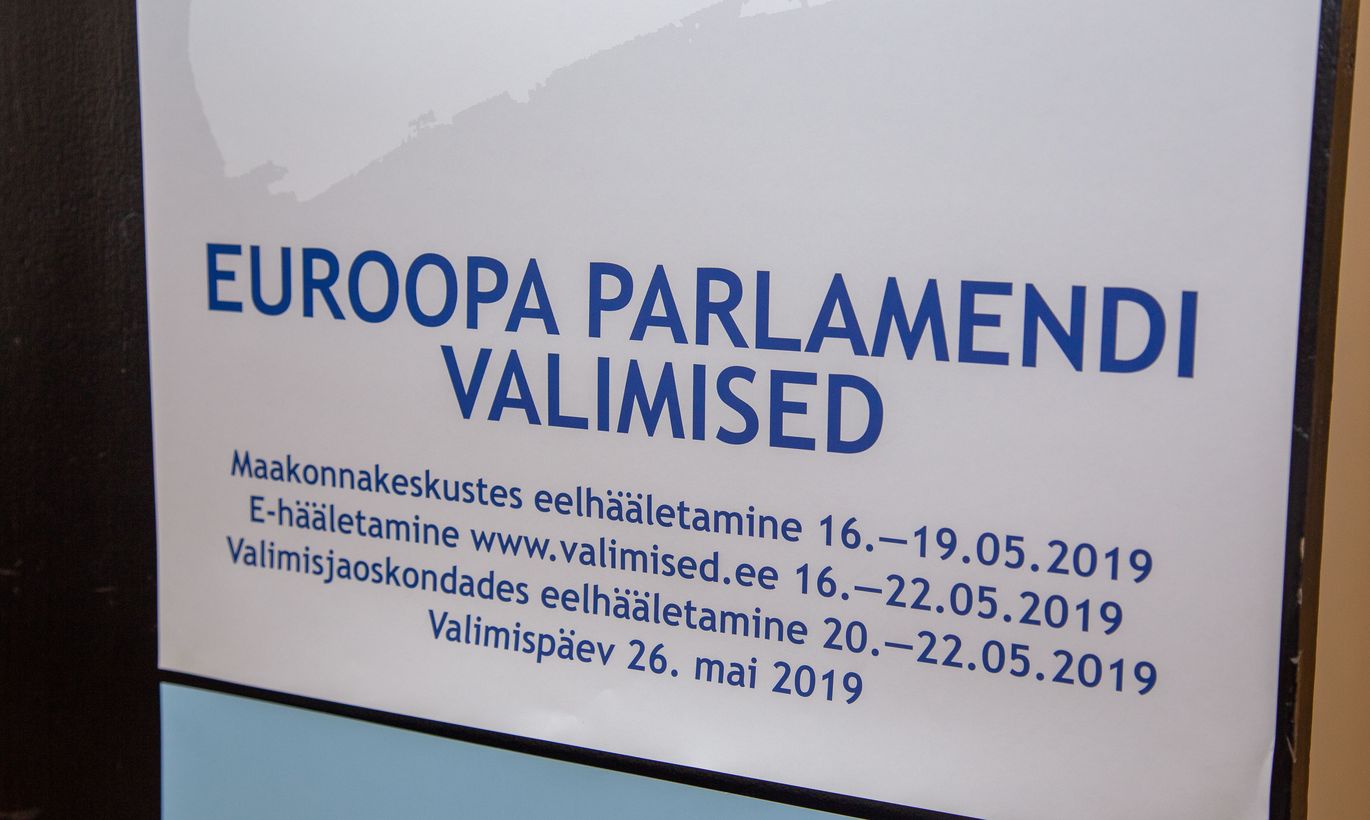 EUROOPA PARLAMENDI
VALIMISED
Maakonnakeskustes eelhääletamine 16.—19.05.2019
E-hääletamine www.valimised.ee 16.—22.05.2019
Valimisjaoskondades eelhääletamine 20.—22.05.2019
Valimispäev 26. mai 2019